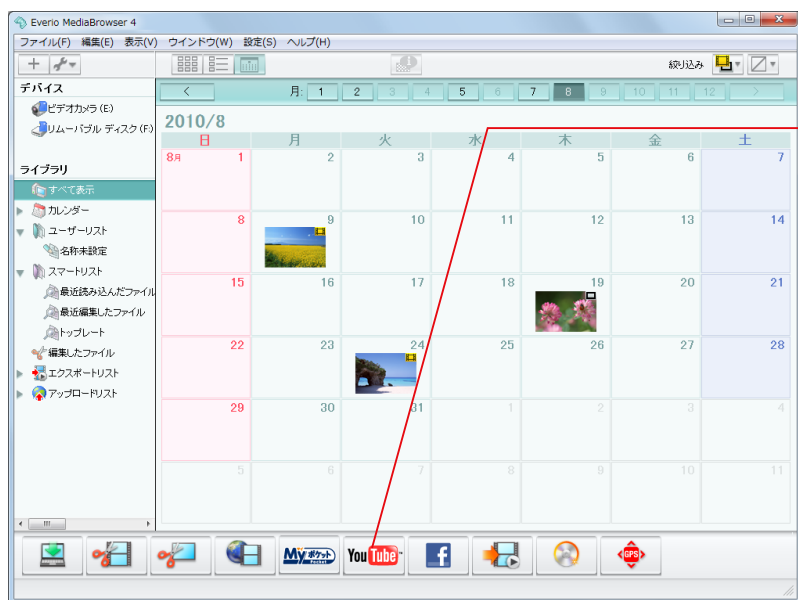 Everio MediaBrowser 4
ファイル(F) 編集(E) 表示(V) ウインドウ(W) 設定(S) ヘルプ(H)
絞り込み
デバイス
ビデオカメラ (E)
リムーバブル ディスク (F)
ライブラリ
すべて表示
カレンダー
ユーザーリスト
名称未設定
スマートリスト
最近読み込んだファイル
最近編集したファイル
トップレート
編集したファイル
エクスポートリスト
アップロードリスト
< 月: 1 2 3 4 5 6 7 8 9 10 11 12 >
2010/8
日 月 火 水 木 金 土
8月 1 2 3 4 5 6 7
8 9 10 11 12 13 14
15 16 17 18 19 20 21
22 23 24 25 26 27 28
29 30 31 1 2 3 4
5 6 7 8 9 10 11
Myポケット
Pocket
YouTube
f
GPS